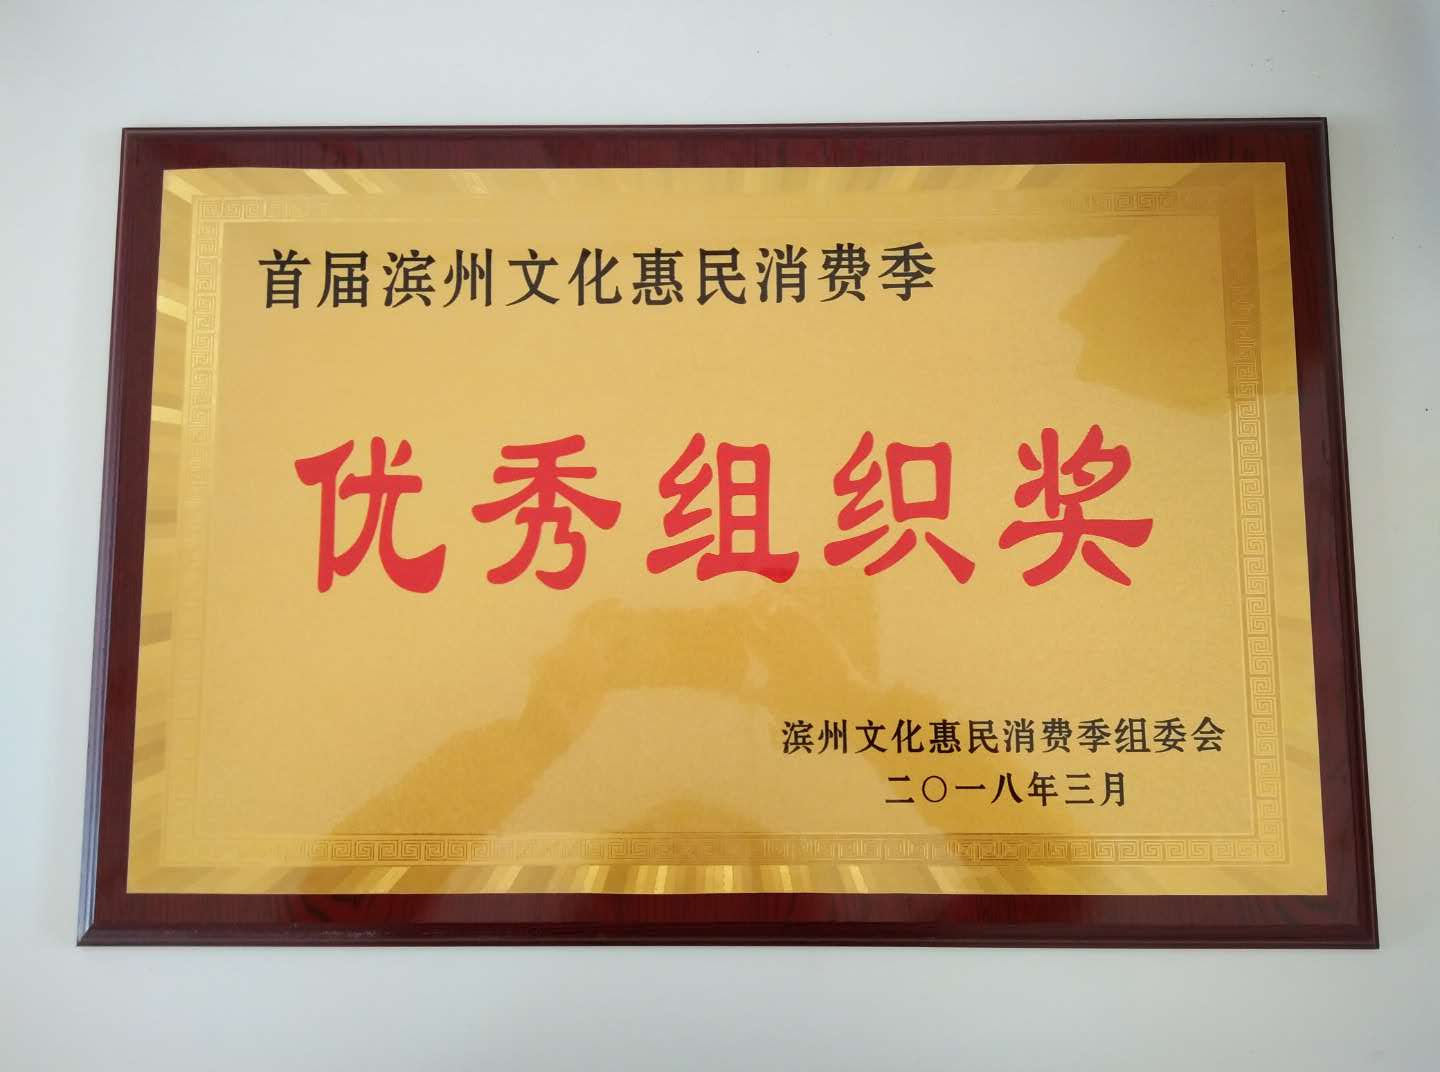 首届滨州文化惠民消费季
优秀组织奖
滨州文化惠民消费季组委会
二〇一八年三月